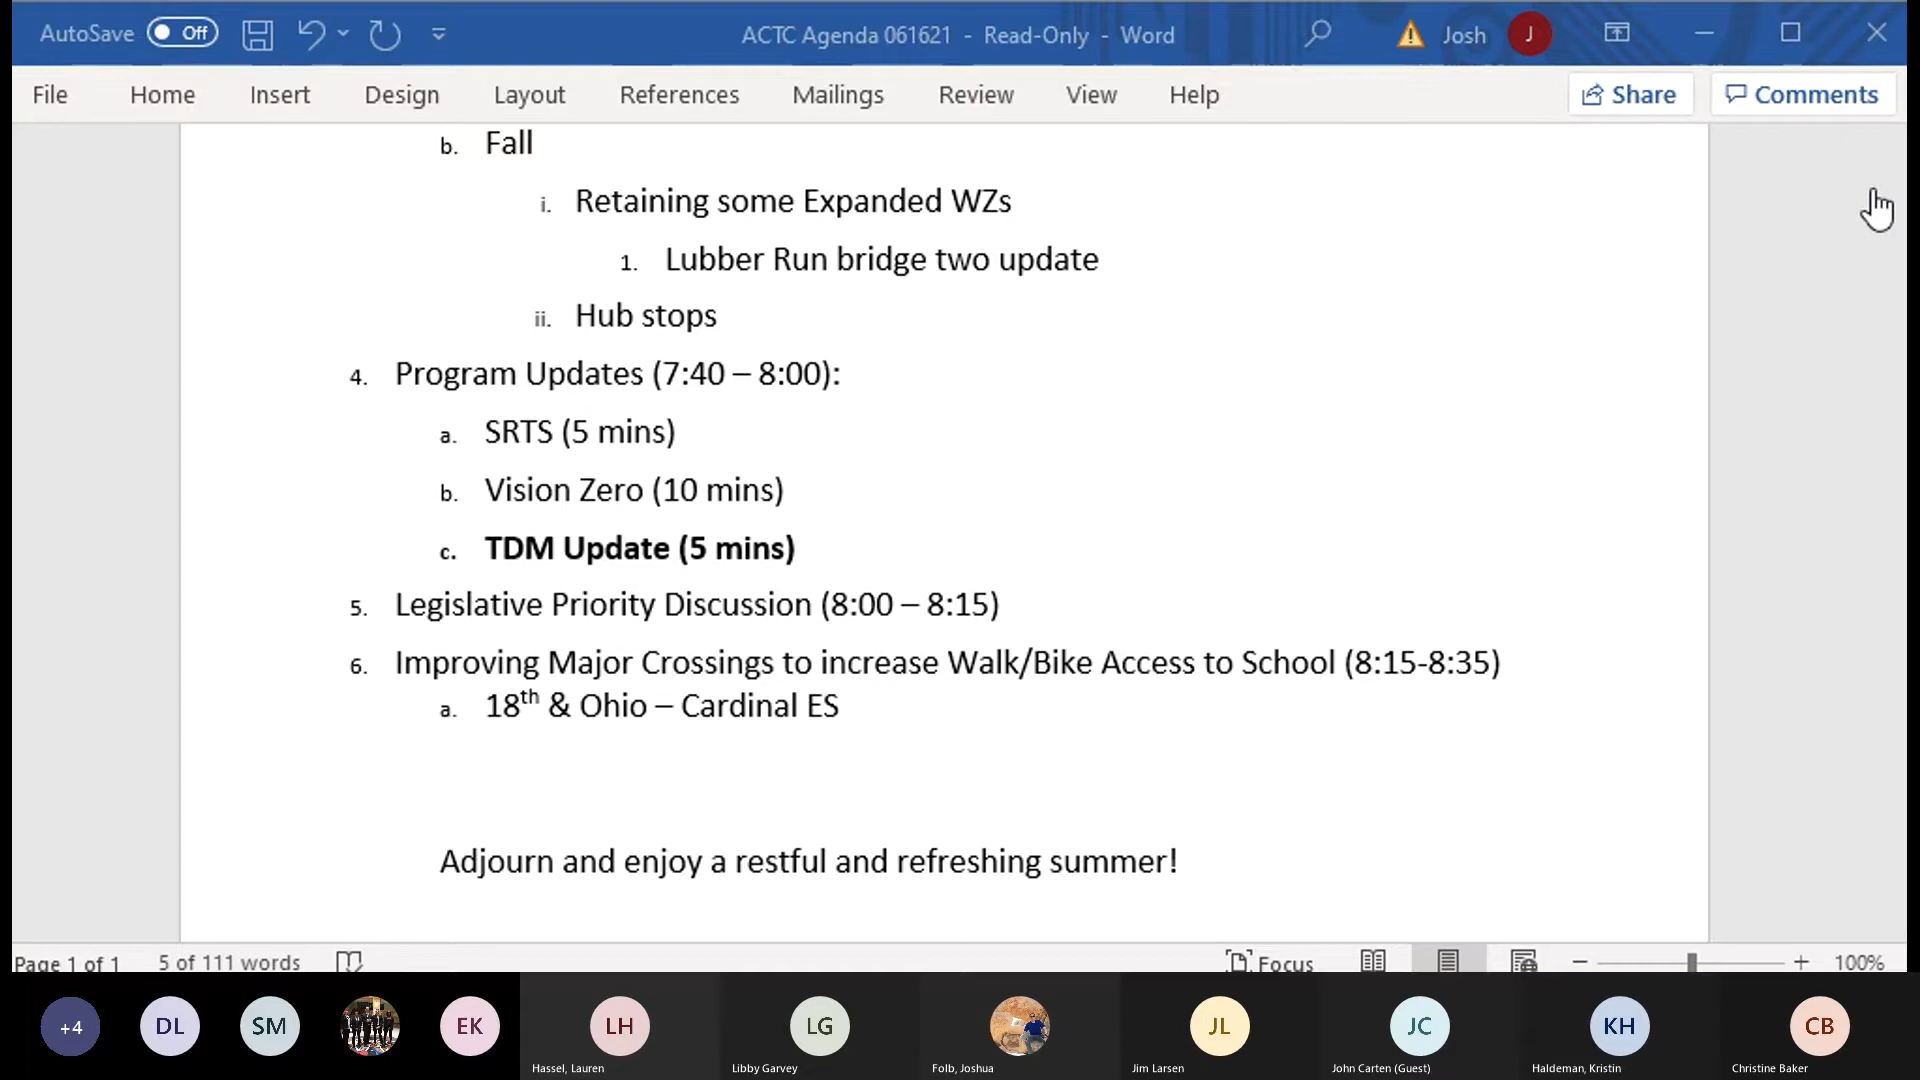 AutoSave Off ACTC Agenda 061621 - Read-Only - Word Josh J
File Home Insert Design Layout References Mailings Review View Help Share Comments
b. Fall
i. Retaining some Expanded WZs
1. Lubber Run bridge two update
ii. Hub stops
4. Program Updates (7:40 – 8:00):
a. SRTS (5 mins)
b. Vision Zero (10 mins)
c. TDM Update (5 mins)
5. Legislative Priority Discussion (8:00 – 8:15)
6. Improving Major Crossings to increase Walk/Bike Access to School (8:15-8:35)
a. 18th & Ohio – Cardinal ES
Adjourn and enjoy a restful and refreshing summer!
Page 1 of 1 5 of 111 words Focus 100%
+4 DL SM EK LH LG JL JC KH CB
Hassel, Lauren Libby Garvey Folb, Joshua Jim Larsen John Carten (Guest) Haldeman, Kristin Christine Baker